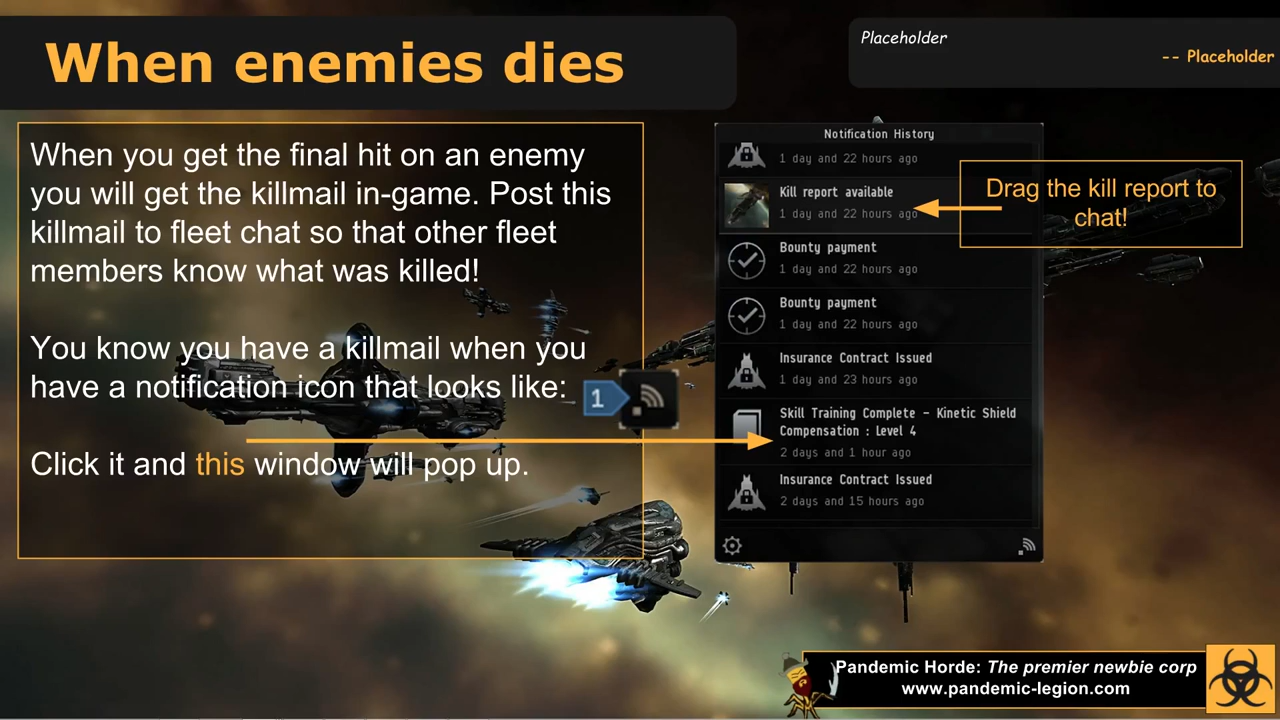 When enemies dies
Placeholder
-- Placeholder
When you get the final hit on an enemy
you will get the killmail in-game. Post this
killmail to fleet chat so that other fleet
members know what was killed!
You know you have a killmail when you
have a notification icon that looks like:
1
Click it and this window will pop up.
Notification History
1 day and 22 hours ago
Kill report available
1 day and 22 hours ago
Bounty payment
1 day and 22 hours ago
Bounty payment
1 day and 22 hours ago
Insurance Contract Issued
1 day and 23 hours ago
Skill Training Complete - Kinetic Shield
Compensation : Level 4
2 days and 1 hour ago
Insurance Contract Issued
2 days and 15 hours ago
Drag the kill report to
chat!
Pandemic Horde: The premier newbie corp
www.pandemic-legion.com